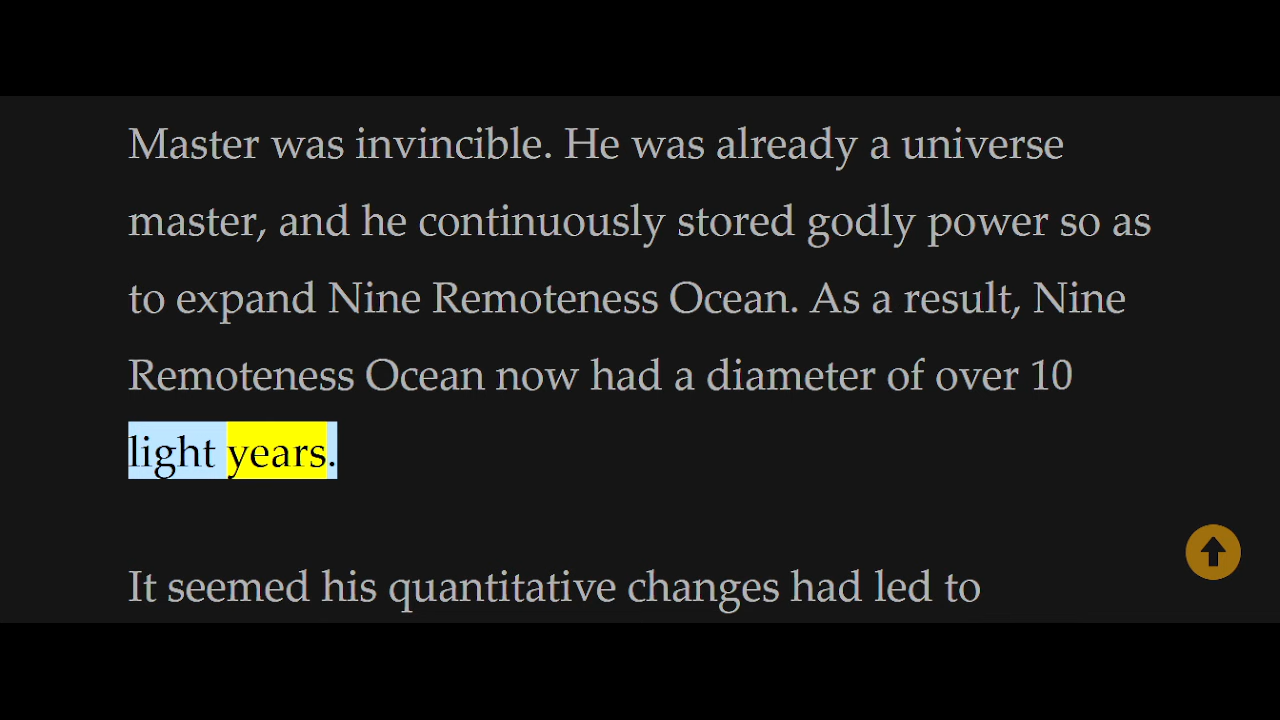 Master was invincible. He was already a universe
master, and he continuously stored godly power so as
to expand Nine Remoteness Ocean. As a result, Nine
Remoteness Ocean now had a diameter of over 10
light years.
It seemed his quantitative changes had led to